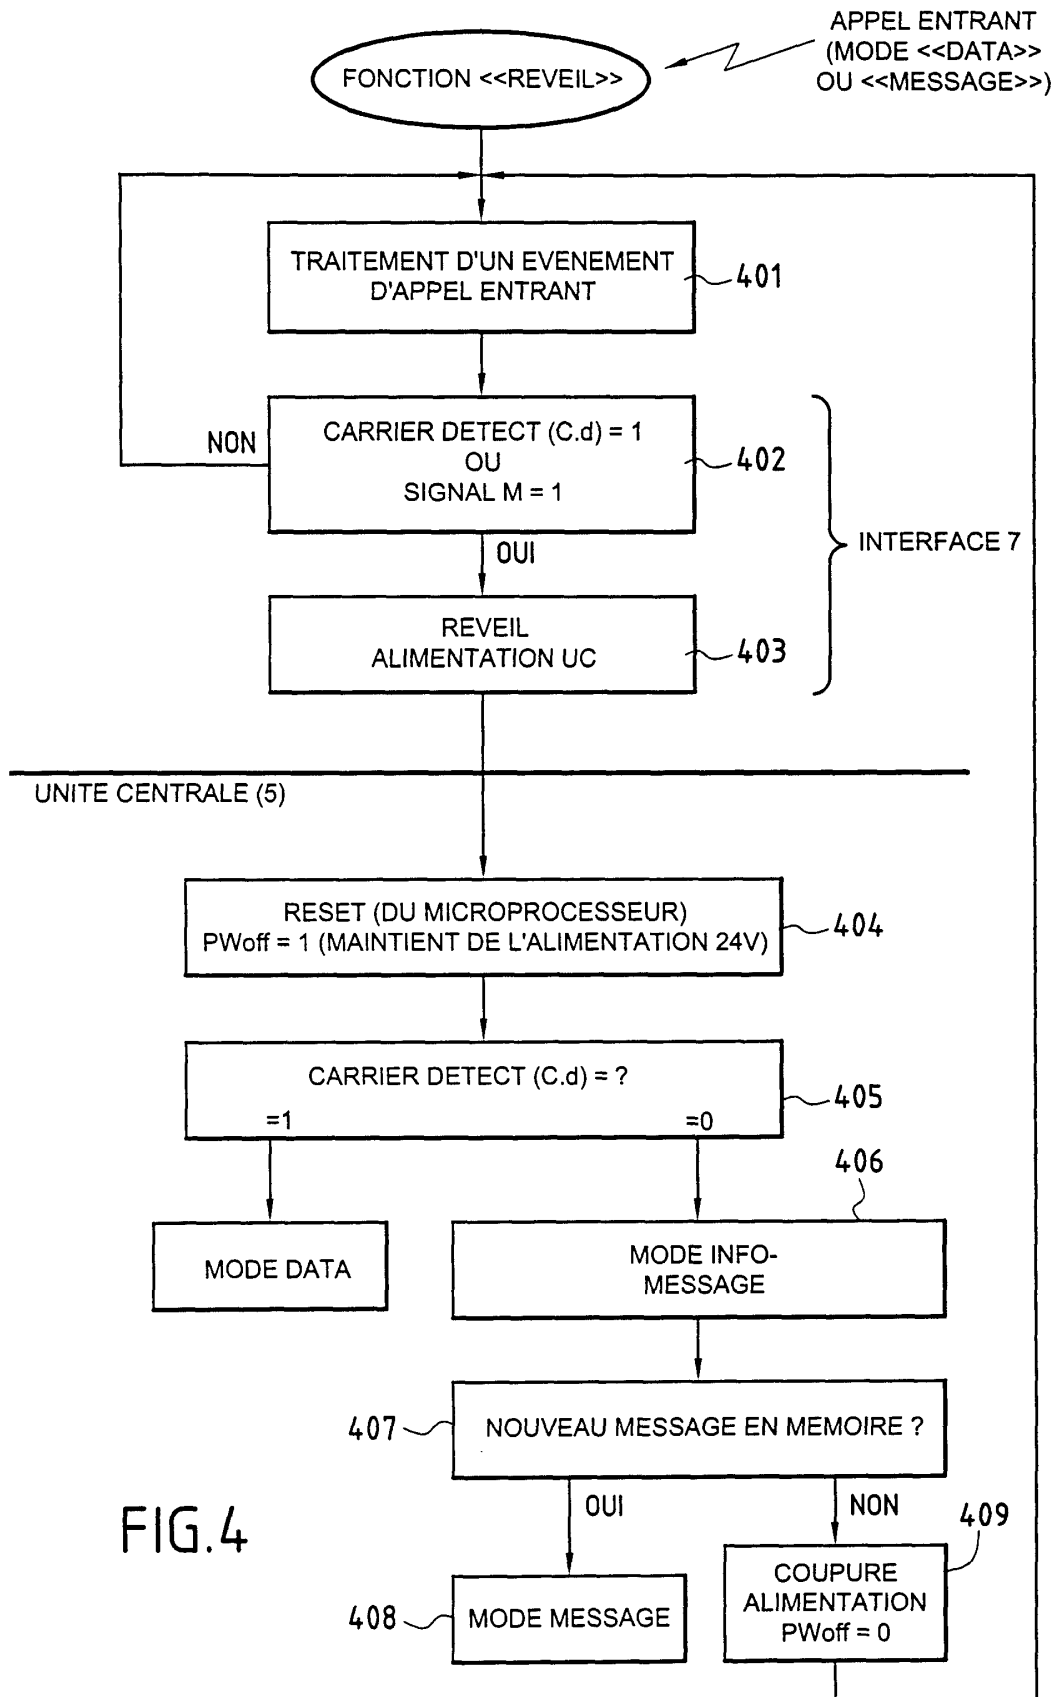 APPEL ENTRANT
(MODE <<DATA>>
OU <<MESSAGE>>)
FONCTION <<REVEIL>>
TRAITEMENT D'UN EVENEMENT
D'APPEL ENTRANT
401
NON
CARRIER DETECT (C.d) = 1
OU
SIGNAL M = 1
402
OUI
INTERFACE 7
REVEIL
ALIMENTATION UC
403
UNITE CENTRALE (5)
RESET (DU MICROPROCESSEUR)
PWoff = 1 (MAINTIENT DE L'ALIMENTATION 24V)
404
CARRIER DETECT (C.d) = ?
=1
=0
405
406
MODE DATA
MODE INFO-
MESSAGE
407
NOUVEAU MESSAGE EN MEMOIRE ?
OUI
NON
409
FIG.4
408
MODE MESSAGE
COUPURE
ALIMENTATION
PWoff = 0